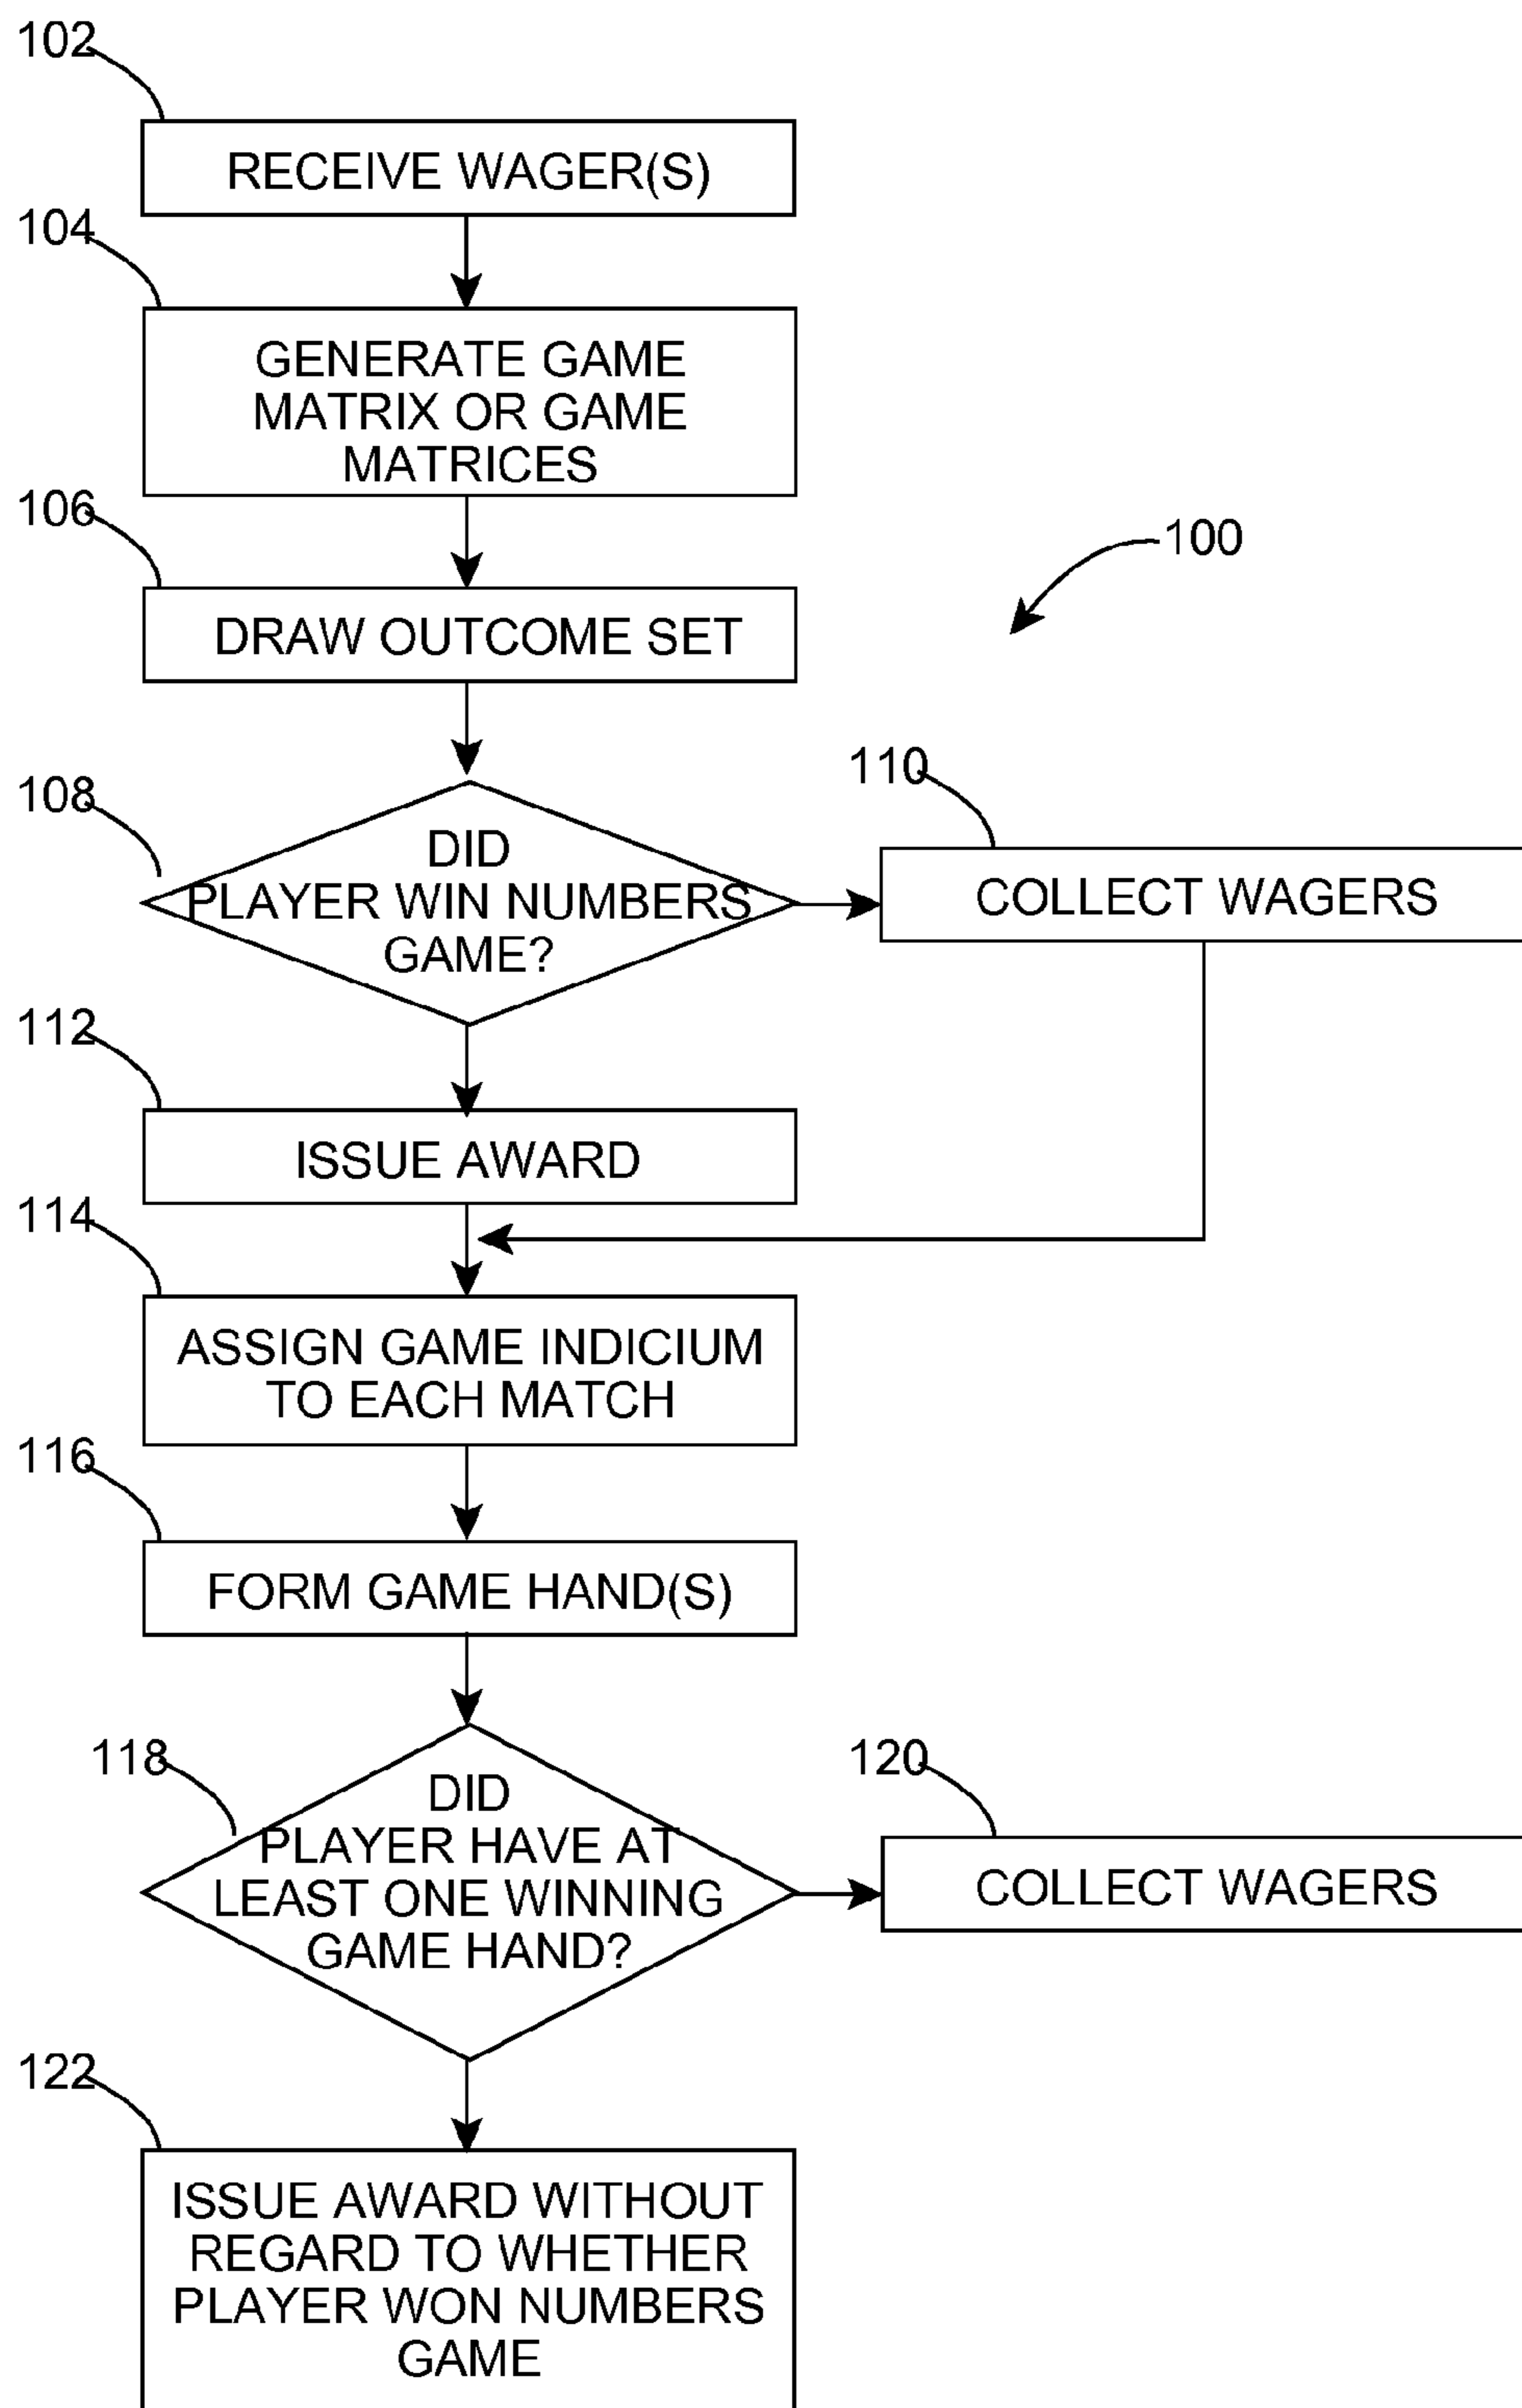 102
RECEIVE WAGER(S)
104
GENERATE GAME
MATRIX OR GAME
MATRICES
106
100
DRAW OUTCOME SET
108
110
DID
PLAYER WIN NUMBERS
GAME?
COLLECT WAGERS
112
ISSUE AWARD
114
ASSIGN GAME INDICIUM
TO EACH MATCH
116
FORM GAME HAND(S)
118
120
DID
PLAYER HAVE AT
LEAST ONE WINNING
GAME HAND?
COLLECT WAGERS
122
ISSUE AWARD WITHOUT
REGARD TO WHETHER
PLAYER WON NUMBERS
GAME